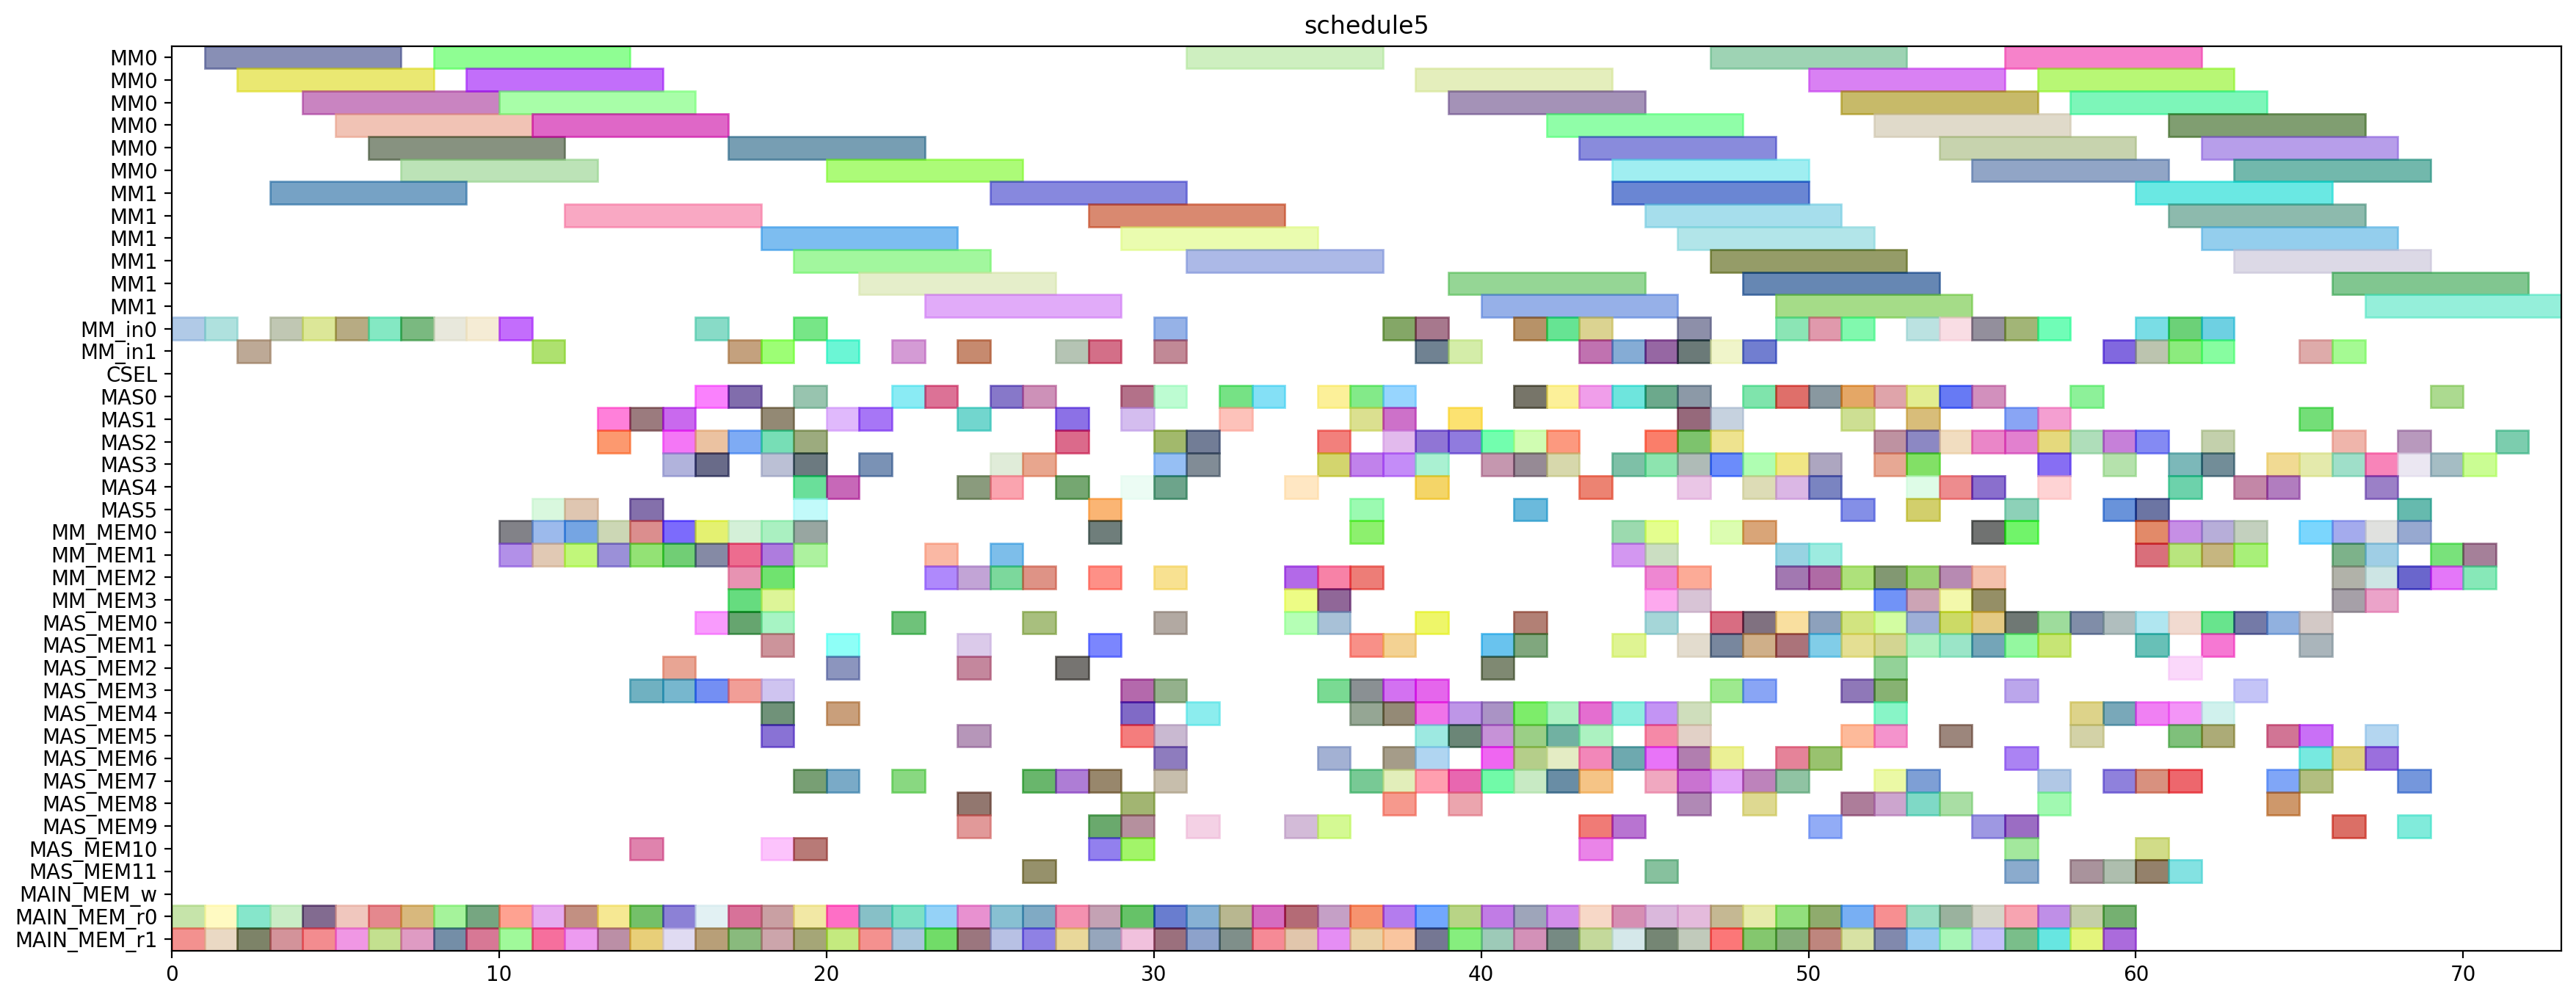 schedule5
MM0
MM0
MM0
MM0
MM0
MM0
MM1
MM1
MM1
MM1
MM1
MM1
MM_in0
MM_in1
CSEL
MAS0
MAS1
MAS2
MAS3
MAS4
MAS5
MM_MEM0
MM_MEM1
MM_MEM2
MM_MEM3
MAS_MEM0
MAS_MEM1
MAS_MEM2
MAS_MEM3
MAS_MEM4
MAS_MEM5
MAS_MEM6
MAS_MEM7
MAS_MEM8
MAS_MEM9
MAS_MEM10
MAS_MEM11
MAIN_MEM_w
MAIN_MEM_r0
MAIN_MEM_r1
0 10 20 30 40 50 60 70